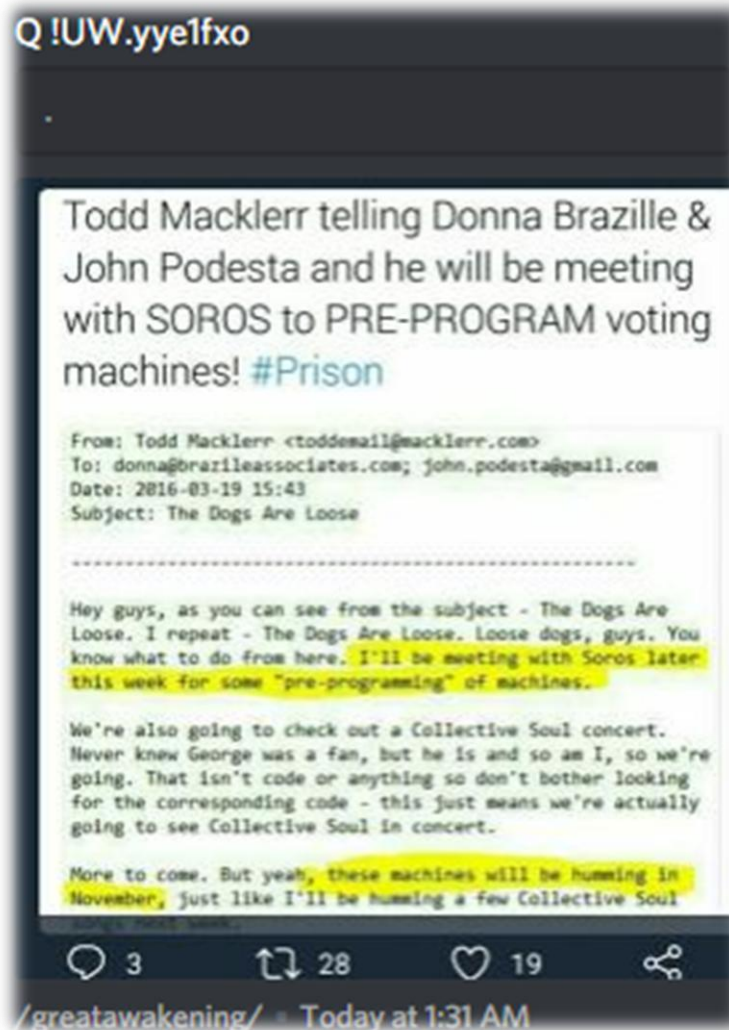 Q !UW.yye1fxo
.
Todd Macklerr telling Donna Brazille &
John Podesta and he will be meeting
with SOROS to PRE-PROGRAM voting
machines! #Prison
From: Todd Macklerr <toddemail@macklerr.com>
To: donna@brazileassociates.com; john.podesta@gmail.com
Date: 2016-03-19 15:43
Subject: The Dogs Are Loose
------------------------------------------------------
Hey guys, as you can see from the subject - The Dogs Are
Loose. I repeat - The Dogs Are Loose. Loose dogs, guys. You
know what to do from here. I'll be meeting with Soros later
this week for some "pre-programming" of machines.
We're also going to check out a Collective Soul concert.
Never knew George was a fan, but he is and so am I, so we're
going. That isn't code or anything so don't bother looking
for the corresponding code - this just means we're actually
going to see Collective Soul in concert.
More to come. But yeah, these machines will be humming in
November, just like I'll be humming a few Collective Soul
songs next week.
3 28 19
/greatawakening/ • Today at 1:31 AM